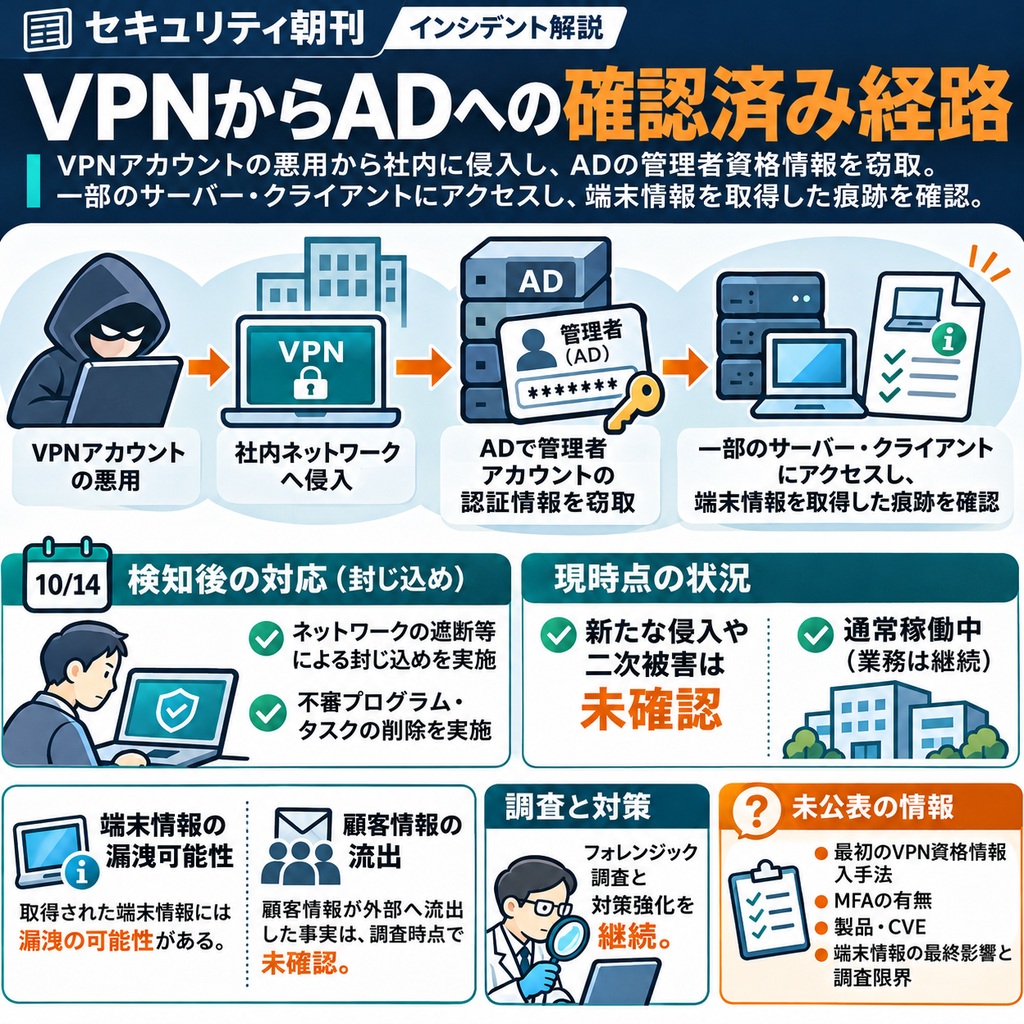 セキュリティ朝刊
インシデント解説
VPNからADへの確認済み経路
VPNアカウントの悪用から社内に侵入し、ADの管理者資格情報を窃取。
一部のサーバー・クライアントにアクセスし、端末情報を取得した痕跡を確認。
VPN
AD
管理者
(AD)
*******
i
VPNアカウント
の悪用
社内ネットワーク
へ侵入
ADで管理者
アカウントの
認証情報を窃取
一部のサーバー・クライアント
にアクセスし、
端末情報を取得した痕跡を確認
10/14
検知後の対応(封じ込め)
ネットワークの遮断等
による封じ込めを実施
不審プログラム・
タスクの削除を実施
現時点の状況
新たな侵入や
二次被害は
未確認
通常稼働中
(業務は継続)
端末情報の
漏洩可能性
i
取得された端末情報には
漏洩の可能性がある。
顧客情報の
流出
顧客情報が外部へ流出
した事実は、調査時点で
未確認。
調査と対策
フォレンジック
調査と
対策強化を
継続。
?
未公表の情報
● 最初のVPN資格情報
入手法
● MFAの有無
● 製品・CVE
● 端末情報の最終影響と
調査限界